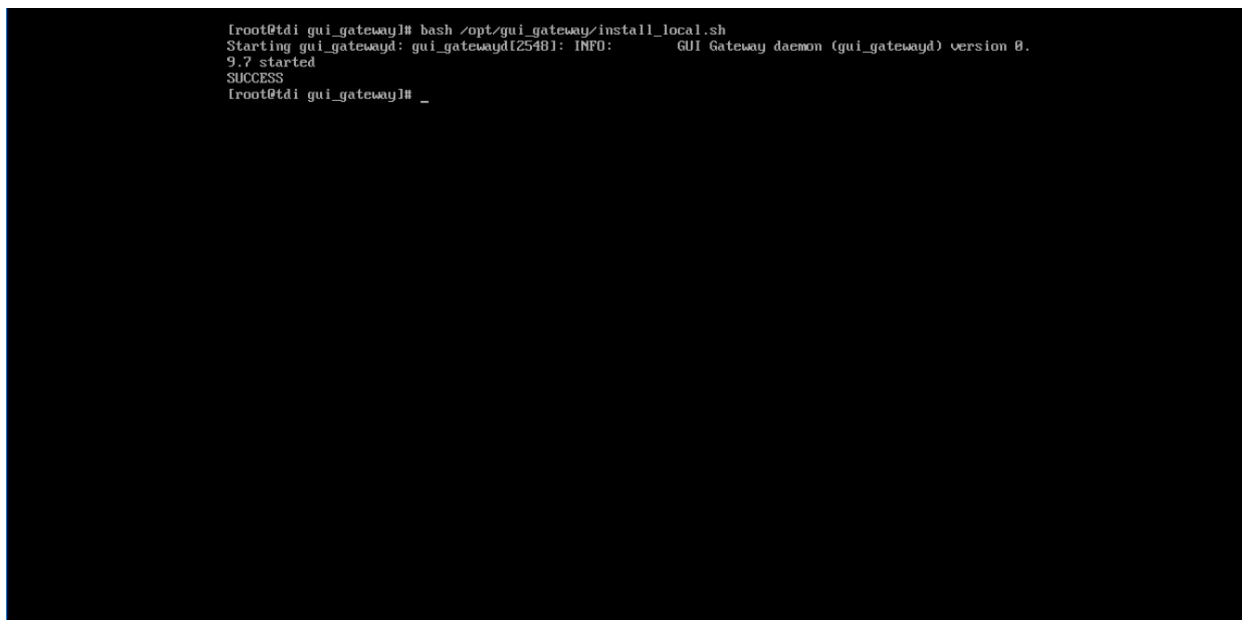 [root@tdi gui_gateway]# bash /opt/gui_gateway/install_local.sh
Starting gui_gatewayd: gui_gatewayd[2548]: INFO:        GUI Gateway daemon (gui_gatewayd) version 0.
9.7 started
SUCCESS
[root@tdi gui_gateway]# _